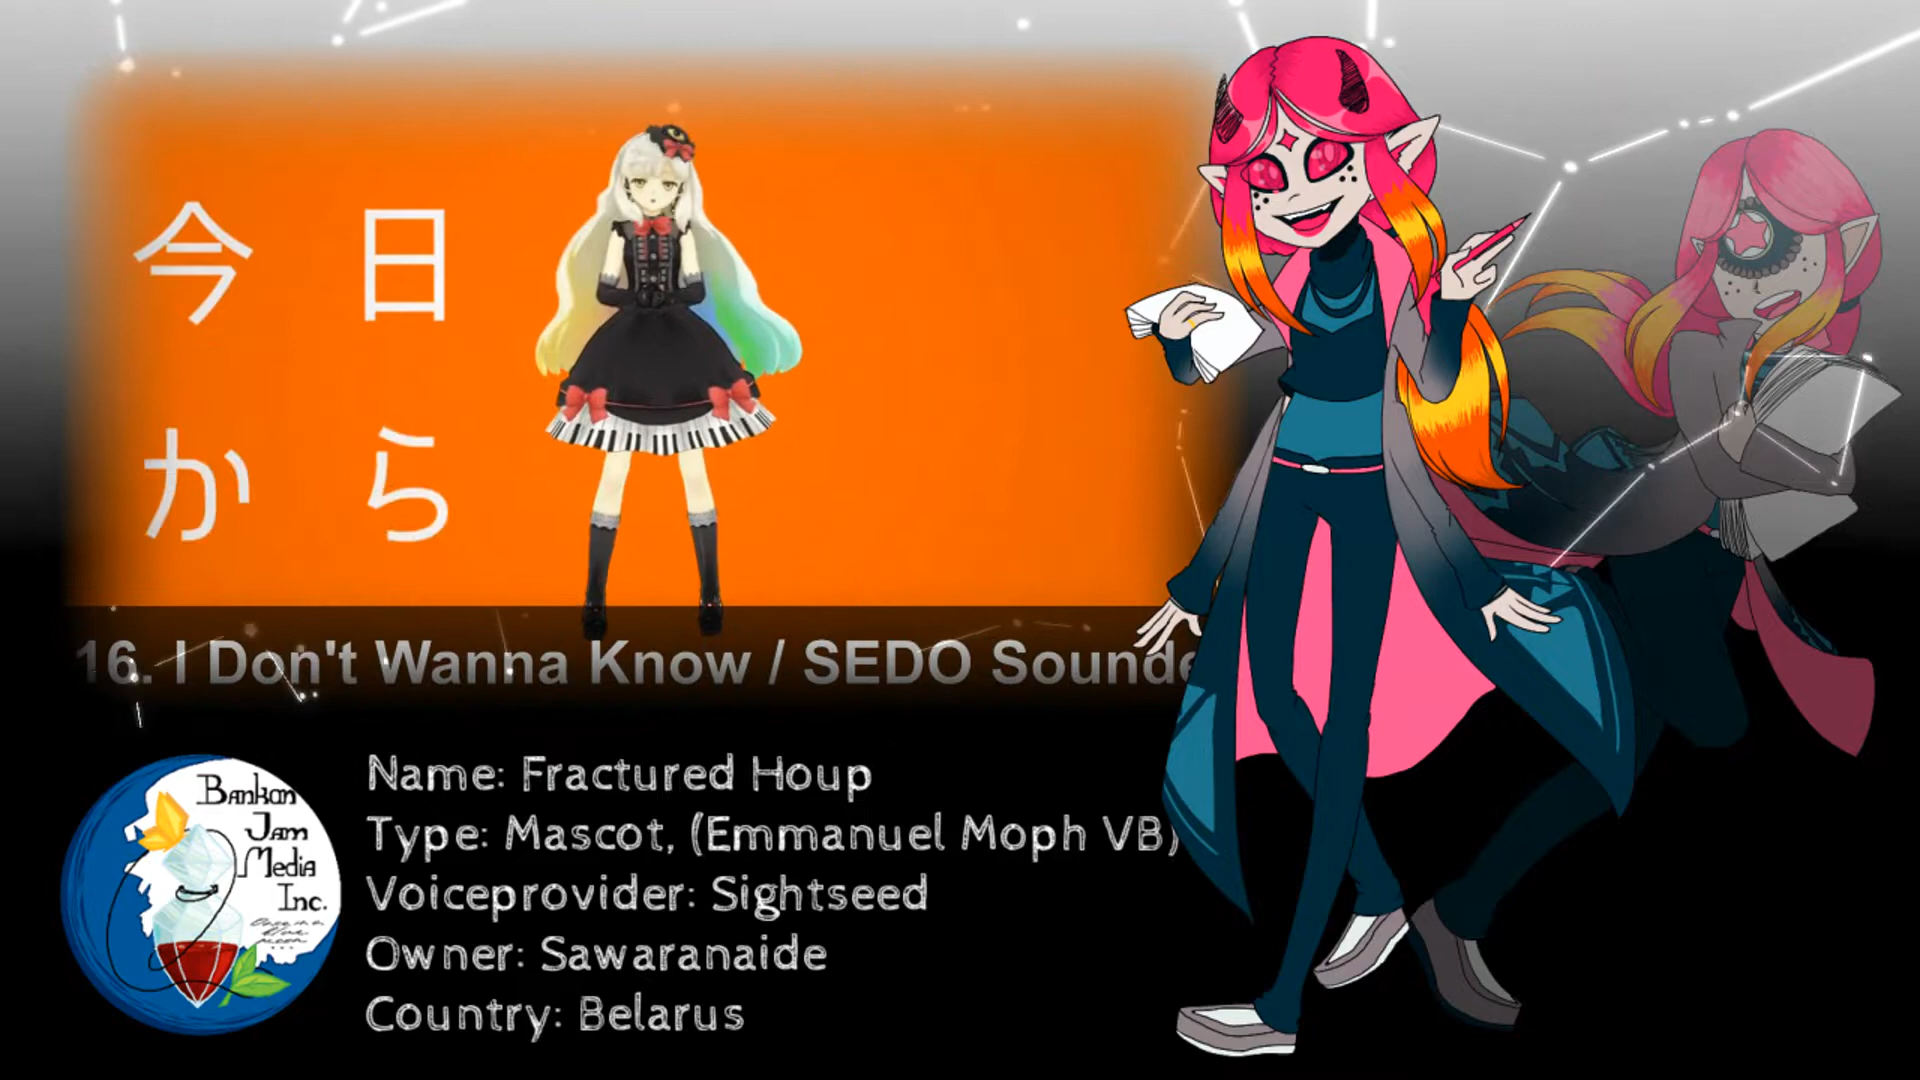 今日
から
16. I Don't Wanna Know / SEDO Sounde
Name: Fractured Houp
Type: Mascot, (Emmanuel Moph VB)
Voiceprovider: Sightseed
Owner: Sawaranaide
Country: Belarus
Bankon
Jam
Media
Inc.